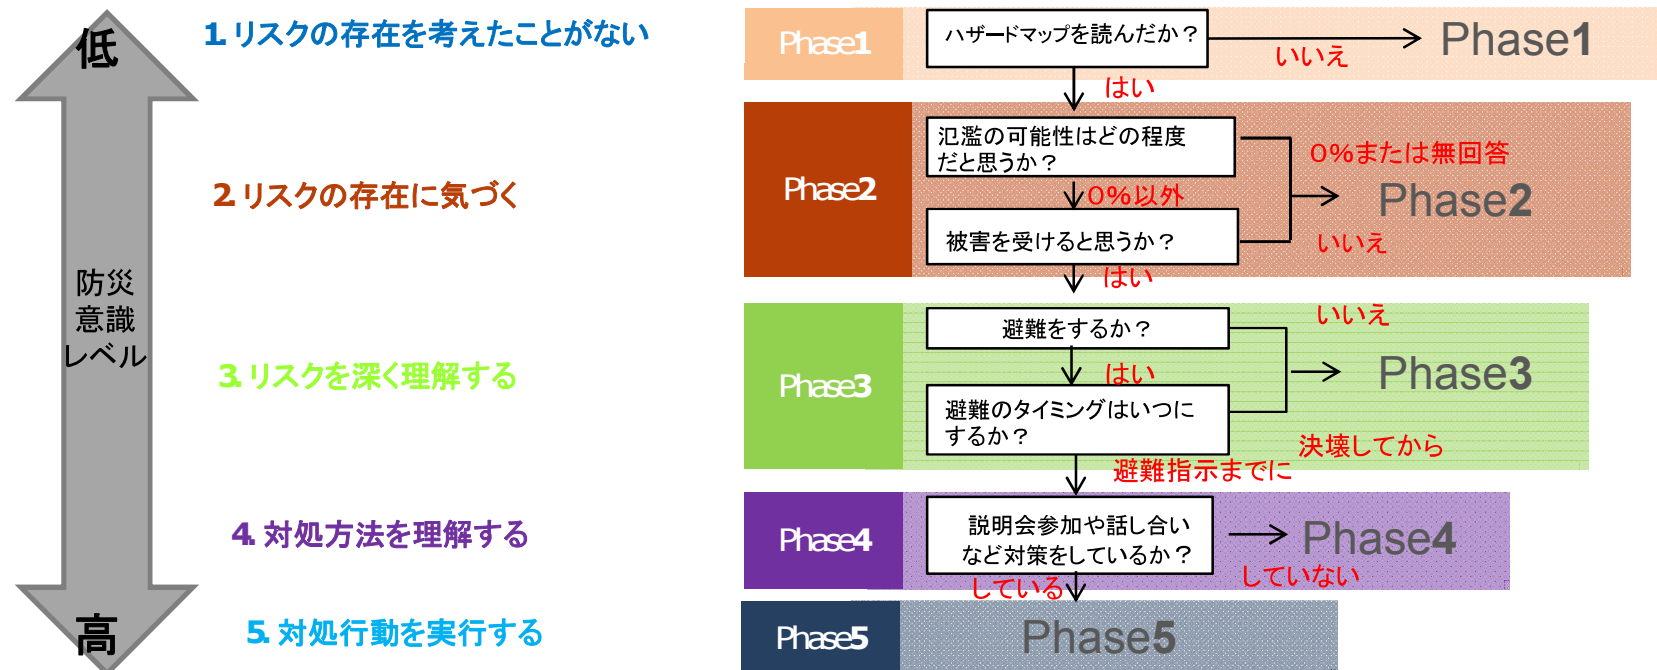 低
防災
意識
レベル
高
1. リスクの存在を考えたことがない
2. リスクの存在に気づく
3. リスクを深く理解する
4. 対処方法を理解する
5. 対処行動を実行する
Phase1
ハザードマップを読んだか？
いいえ
Phase1
はい
Phase2
氾濫の可能性はどの程度
だと思うか？
0%または無回答
0%以外
Phase2
被害を受けると思うか？
いいえ
はい
Phase3
避難をするか？
いいえ
はい
Phase3
避難のタイミングはいつに
するか？
決壊してから
避難指示までに
Phase4
説明会参加や話し合い
など対策をしているか？
Phase4
していない
している
Phase5
Phase5